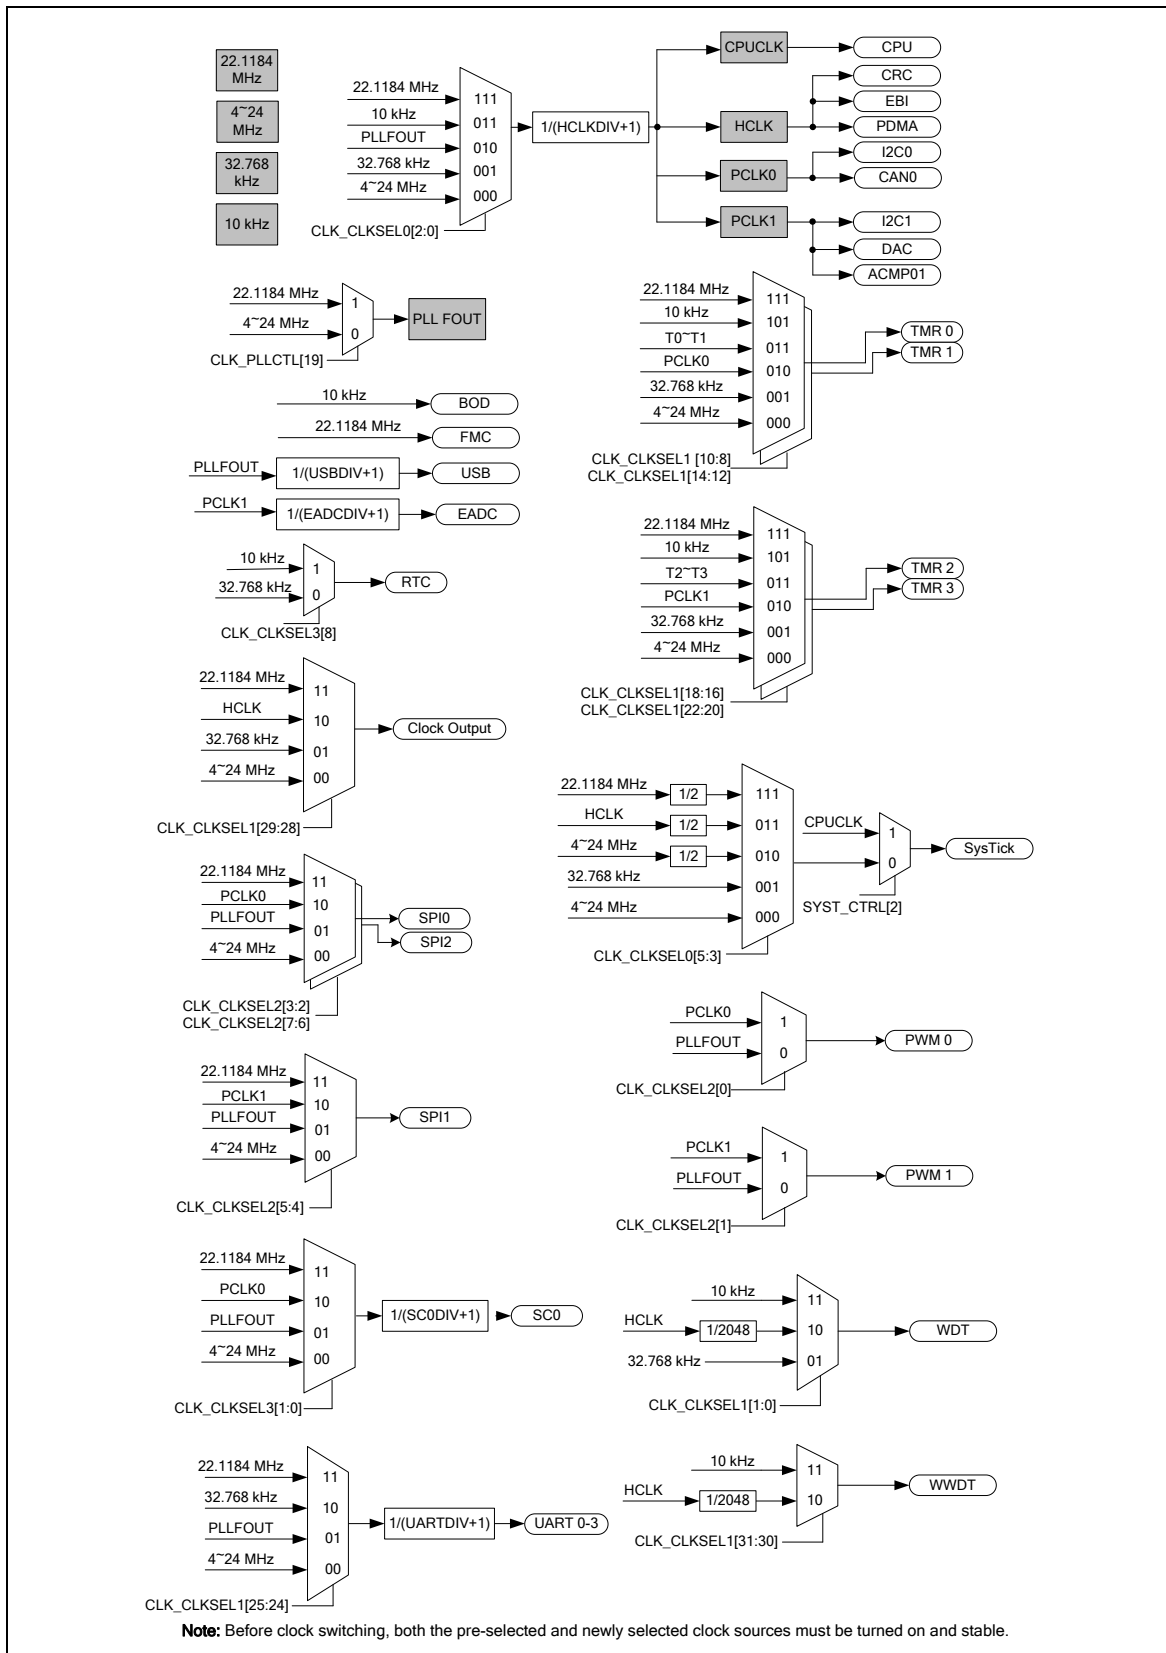 22.1184
MHz
4~24
MHz
32.768
kHz
10 kHz
22.1184 MHz
10 kHz
PLLFOUT
32.768 kHz
4~24 MHz
111
011
010
001
000
CLK_CLKSEL0[2:0]
1/(HCLKDIV+1)
CPUCLK
HCLK
PCLK0
PCLK1
CPU
CRC
EBI
PDMA
I2C0
CAN0
I2C1
DAC
ACMP01
22.1184 MHz
4~24 MHz
1
0
CLK_PLLCTL[19]
PLL FOUT
10 kHz
BOD
22.1184 MHz
FMC
PLLFOUT
1/(USBDIV+1)
USB
PCLK1
1/(EADCDIV+1)
EADC
10 kHz
32.768 kHz
1
0
RTC
CLK_CLKSEL3[8]
22.1184 MHz
HCLK
32.768 kHz
4~24 MHz
11
10
01
00
Clock Output
CLK_CLKSEL1[29:28]
22.1184 MHz
PCLK0
PLLFOUT
4~24 MHz
11
10
01
00
SPI0
SPI2
CLK_CLKSEL2[3:2]
CLK_CLKSEL2[7:6]
22.1184 MHz
PCLK1
PLLFOUT
4~24 MHz
11
10
01
00
SPI1
CLK_CLKSEL2[5:4]
22.1184 MHz
PCLK0
PLLFOUT
4~24 MHz
11
10
01
00
1/(SC0DIV+1)
SC0
CLK_CLKSEL3[1:0]
22.1184 MHz
32.768 kHz
PLLFOUT
4~24 MHz
11
10
01
00
1/(UARTDIV+1)
UART 0-3
CLK_CLKSEL1[25:24]
22.1184 MHz
10 kHz
T0~T1
PCLK0
32.768 kHz
4~24 MHz
111
101
011
010
001
000
TMR 0
TMR 1
CLK_CLKSEL1 [10:8]
CLK_CLKSEL1[14:12]
22.1184 MHz
10 kHz
T2~T3
PCLK1
32.768 kHz
4~24 MHz
111
101
011
010
001
000
TMR 2
TMR 3
CLK_CLKSEL1[18:16]
CLK_CLKSEL1[22:20]
22.1184 MHz
HCLK
4~24 MHz
32.768 kHz
4~24 MHz
1/2
1/2
1/2
111
011
010
001
000
CLK_CLKSEL0[5:3]
CPUCLK
1
0
SYST_CTRL[2]
SysTick
PCLK0
PLLFOUT
1
0
PWM 0
CLK_CLKSEL2[0]
PCLK1
PLLFOUT
1
0
PWM 1
CLK_CLKSEL2[1]
10 kHz
HCLK
1/2048
32.768 kHz
11
10
01
WDT
CLK_CLKSEL1[1:0]
10 kHz
HCLK
1/2048
11
10
WWDT
CLK_CLKSEL1[31:30]
Note: Before clock switching, both the pre-selected and newly selected clock sources must be turned on and stable.